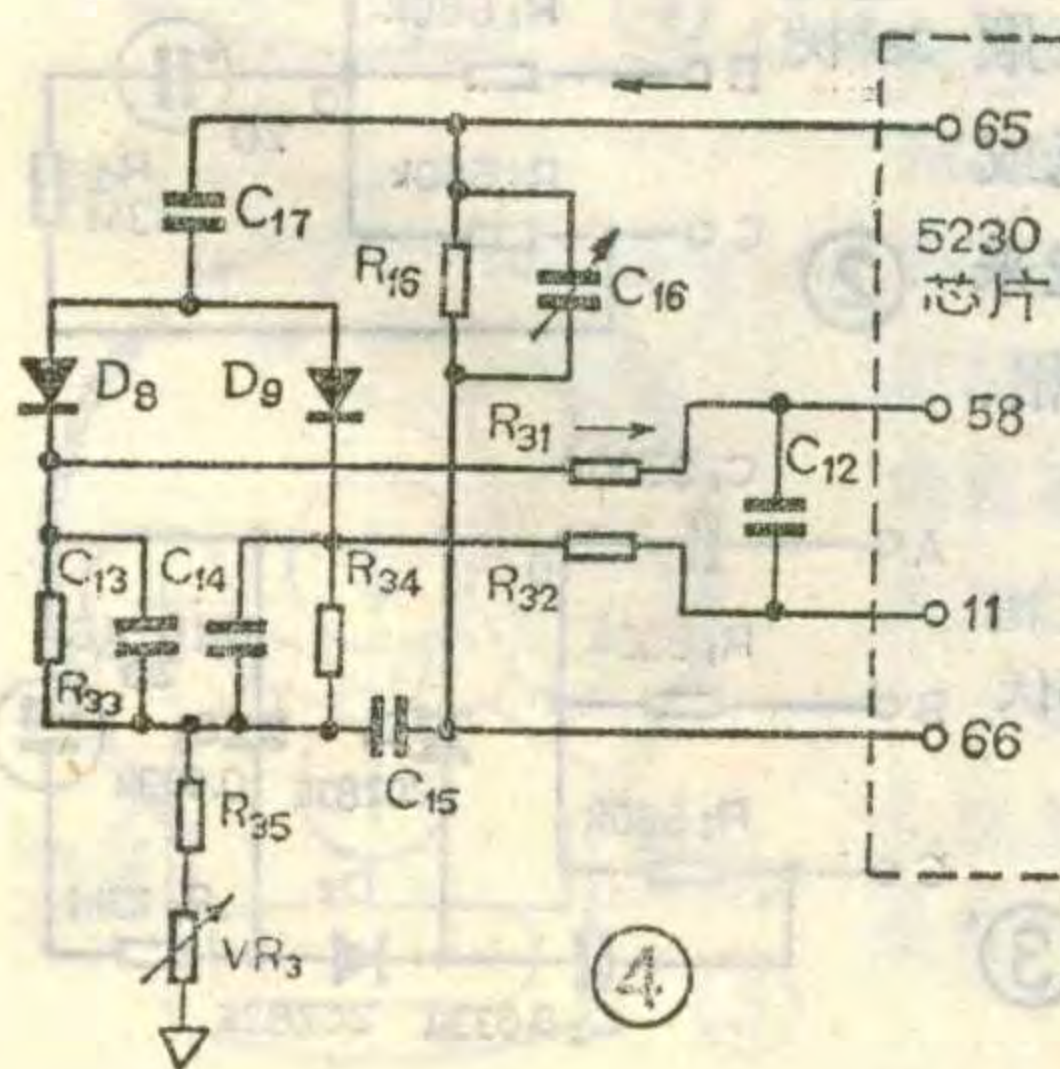 65
C₁₇
R₁₆
C₁₆
5230
芯片
D₈
D₉
R₃₁
58
C₁₂
C₁₃
C₁₄
R₃₄
R₃₂
11
R₃₃
C₁₅
66
R₃₅
VR₃
④